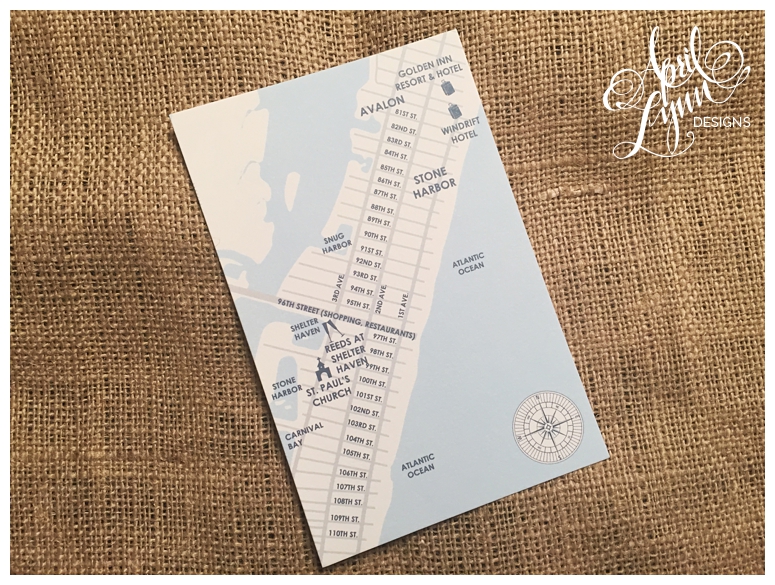 April
Lynn
DESIGNS
GOLDEN INN
RESORT & HOTEL
AVALON
81ST ST.
WINDRIFT
HOTEL
82ND ST.
83RD ST.
84TH ST.
85TH ST.
86TH ST.
STONE
HARBOR
87TH ST.
88TH ST.
89TH ST.
90TH ST.
SNUG
HARBOR
91ST ST.
92ND ST.
93RD ST.
94TH ST.
95TH ST.
3RD AVE.
2ND AVE.
1ST AVE.
ATLANTIC
OCEAN
96TH STREET (SHOPPING, RESTAURANTS)
SHELTER
HAVEN
REEDS AT
SHELTER
HAVEN
97TH ST.
98TH ST.
99TH ST.
ST. PAUL'S
CHURCH
STONE
HARBOR
100TH ST.
101ST ST.
102ND ST.
103RD ST.
CARNIVAL
BAY
104TH ST.
105TH ST.
106TH ST.
107TH ST.
108TH ST.
109TH ST.
110TH ST.
ATLANTIC
OCEAN